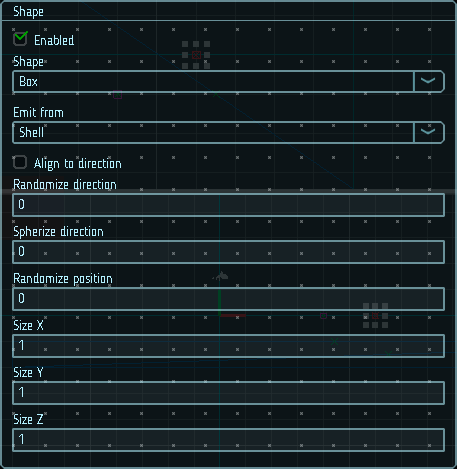 Shape
Enabled
Shape
Box
Emit from
Shell
Align to direction
Randomize direction
0
Spherize direction
0
Randomize position
0
Size X
1
Size Y
1
Size Z
1